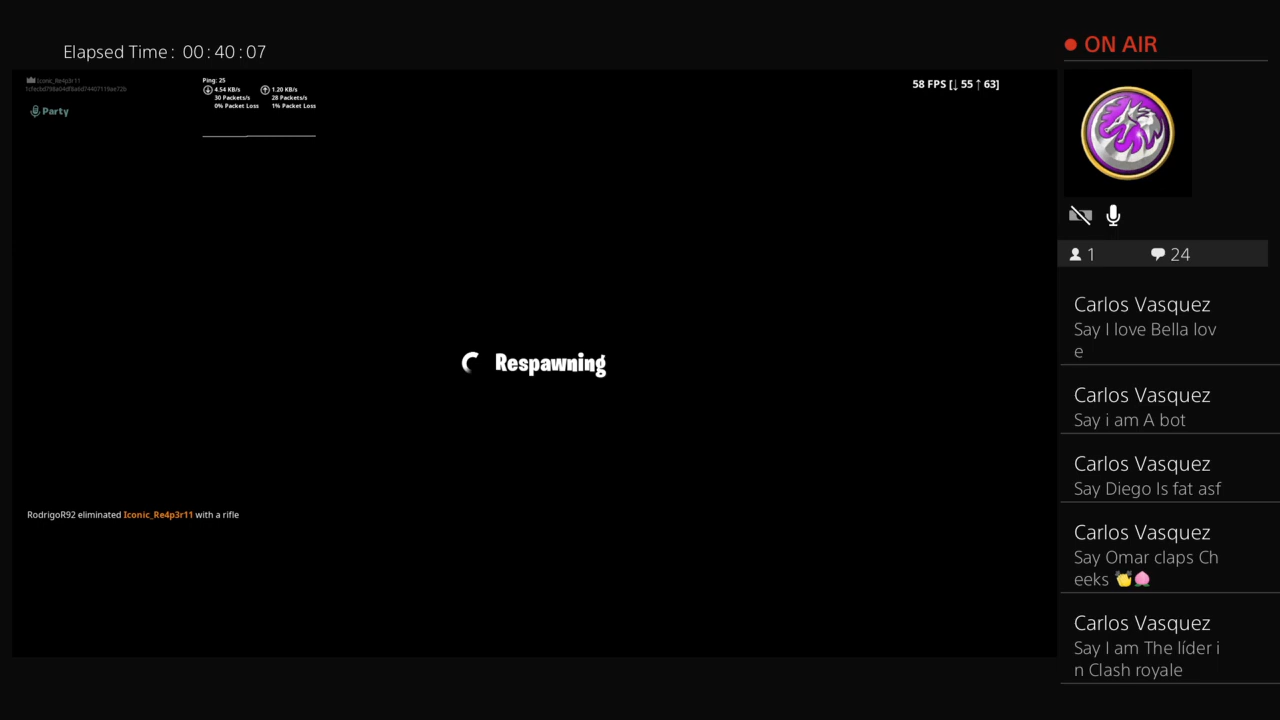 Elapsed Time: 00:40:07
ON AIR
Iconic_Re4p3r11
Party
Ping: 25
4.54 KB/s 1.20 KB/s
30 Packets/s 28 Packets/s
0% Packet Loss 1% Packet Loss
58 FPS [↓ 55 ↑ 63]
1 24
Respawning
RodrigoR92 eliminated Iconic_Re4p3r11 with a rifle
Carlos Vasquez
Say I love Bella lov
e
Carlos Vasquez
Say i am A bot
Carlos Vasquez
Say Diego Is fat asf
Carlos Vasquez
Say Omar claps Ch
eeks 👏🍑
Carlos Vasquez
Say I am The líder i
n Clash royale